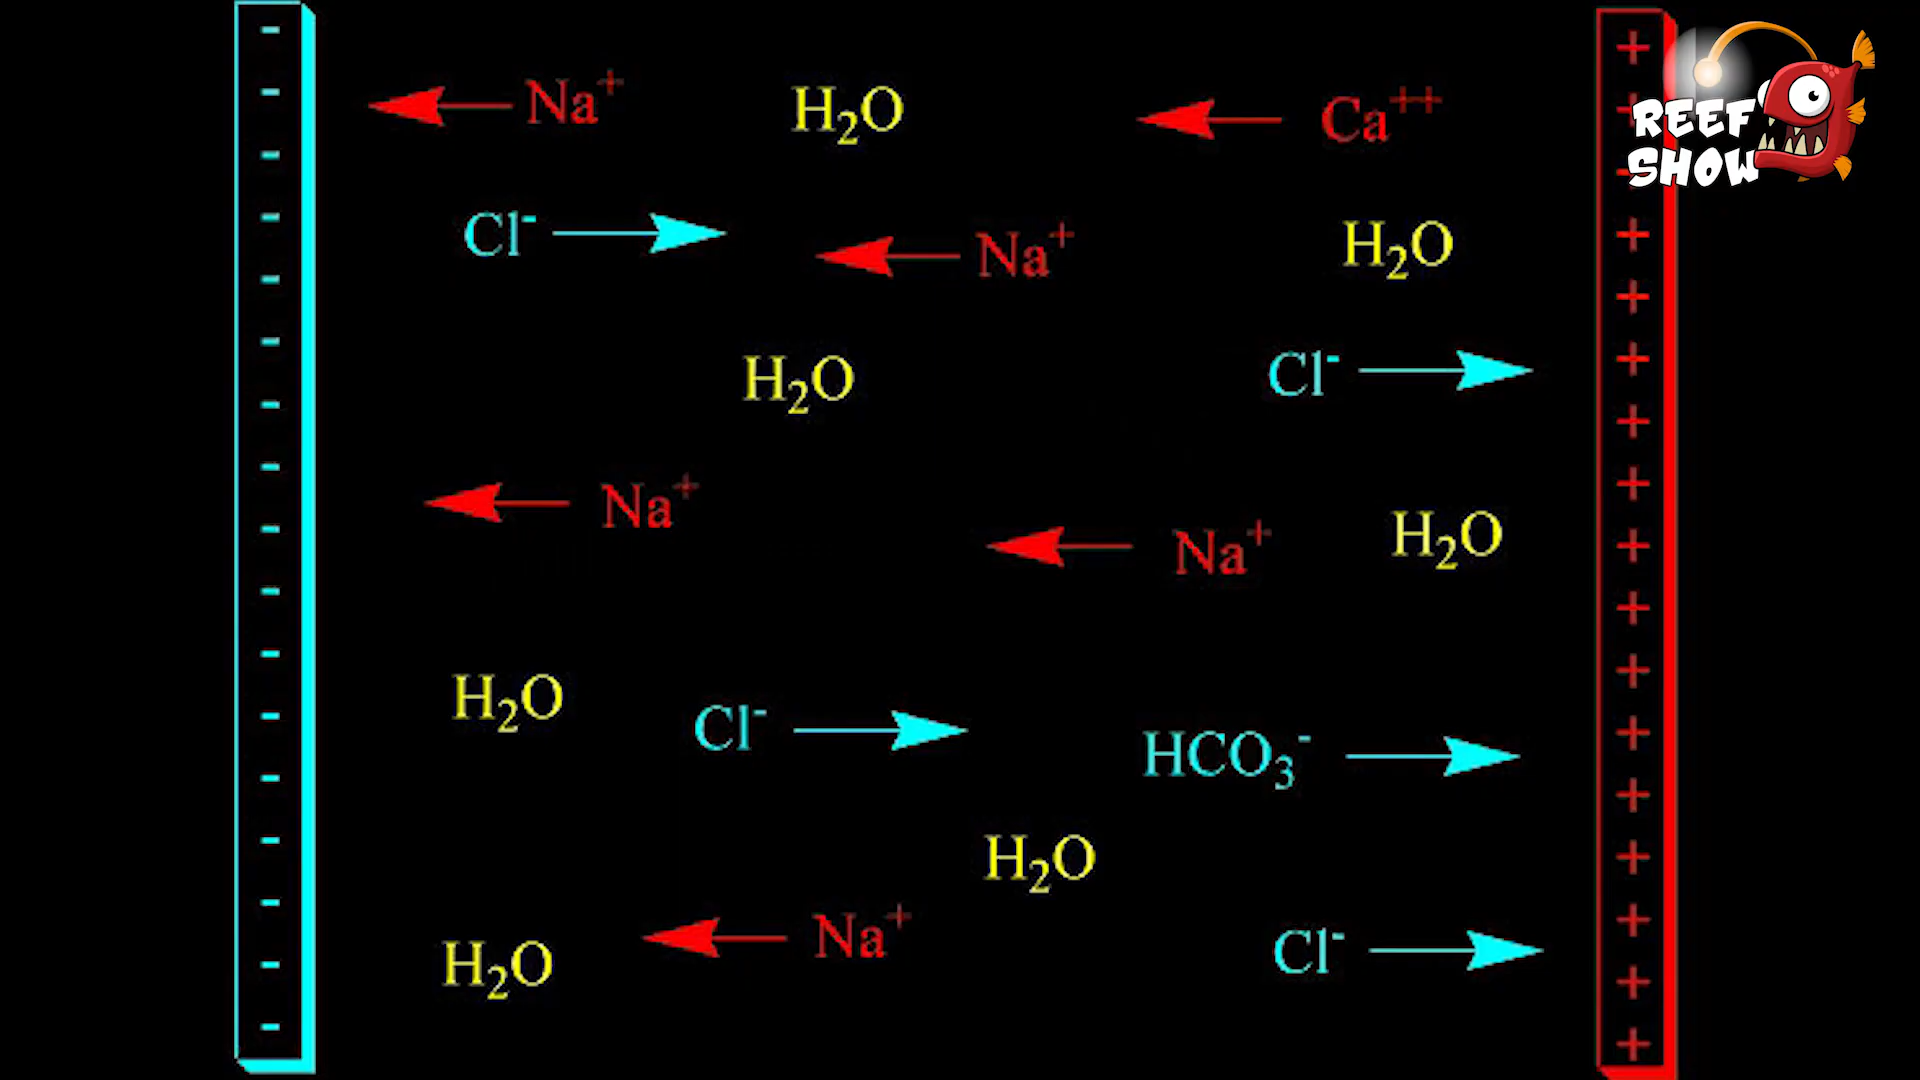 Na⁺ H₂O Ca⁺⁺
REEF
SHOW
Cl⁻ Na⁺ H₂O
H₂O Cl⁻
Na⁺ Na⁺ H₂O
H₂O Cl⁻ HCO₃⁻
H₂O
H₂O Na⁺ Cl⁻